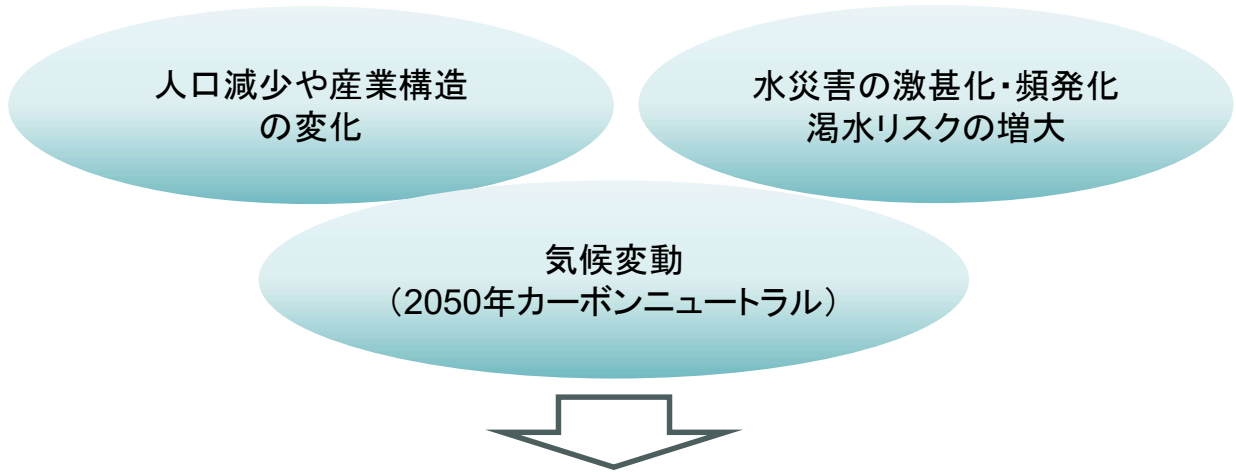 人口減少や産業構造
の変化
水災害の激甚化・頻発化
渇水リスクの増大
気候変動
（2050年カーボンニュートラル）